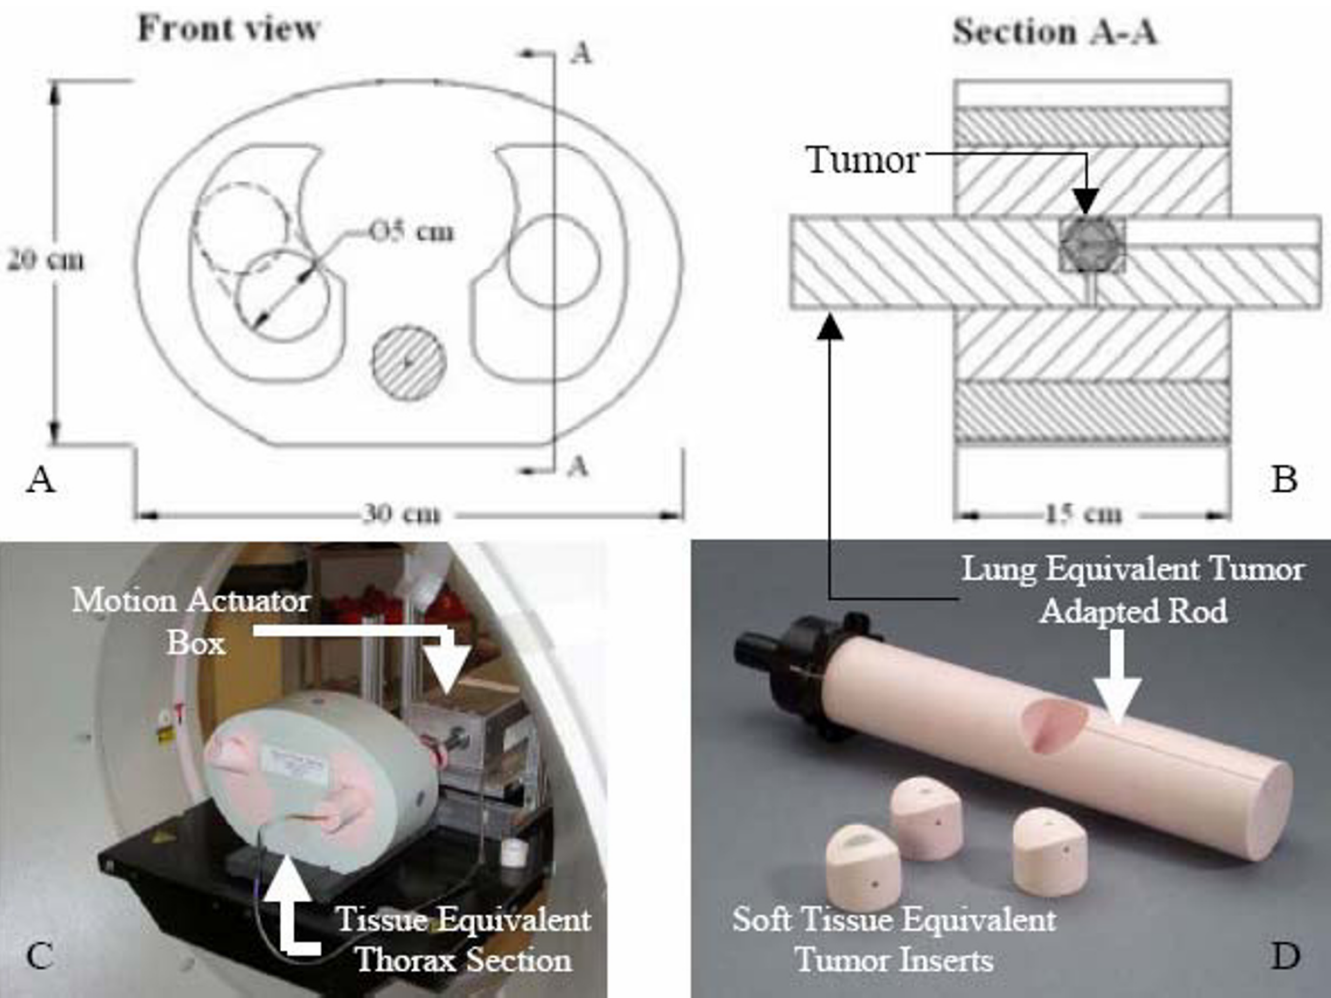 Front view
A
20 cm
O5 cm
A
A
30 cm
Section A-A
Tumor
B
15 cm
Motion Actuator
Box
Tissue Equivalent
Thorax Section
C
Lung Equivalent Tumor
Adapted Rod
Soft Tissue Equivalent
Tumor Inserts
D